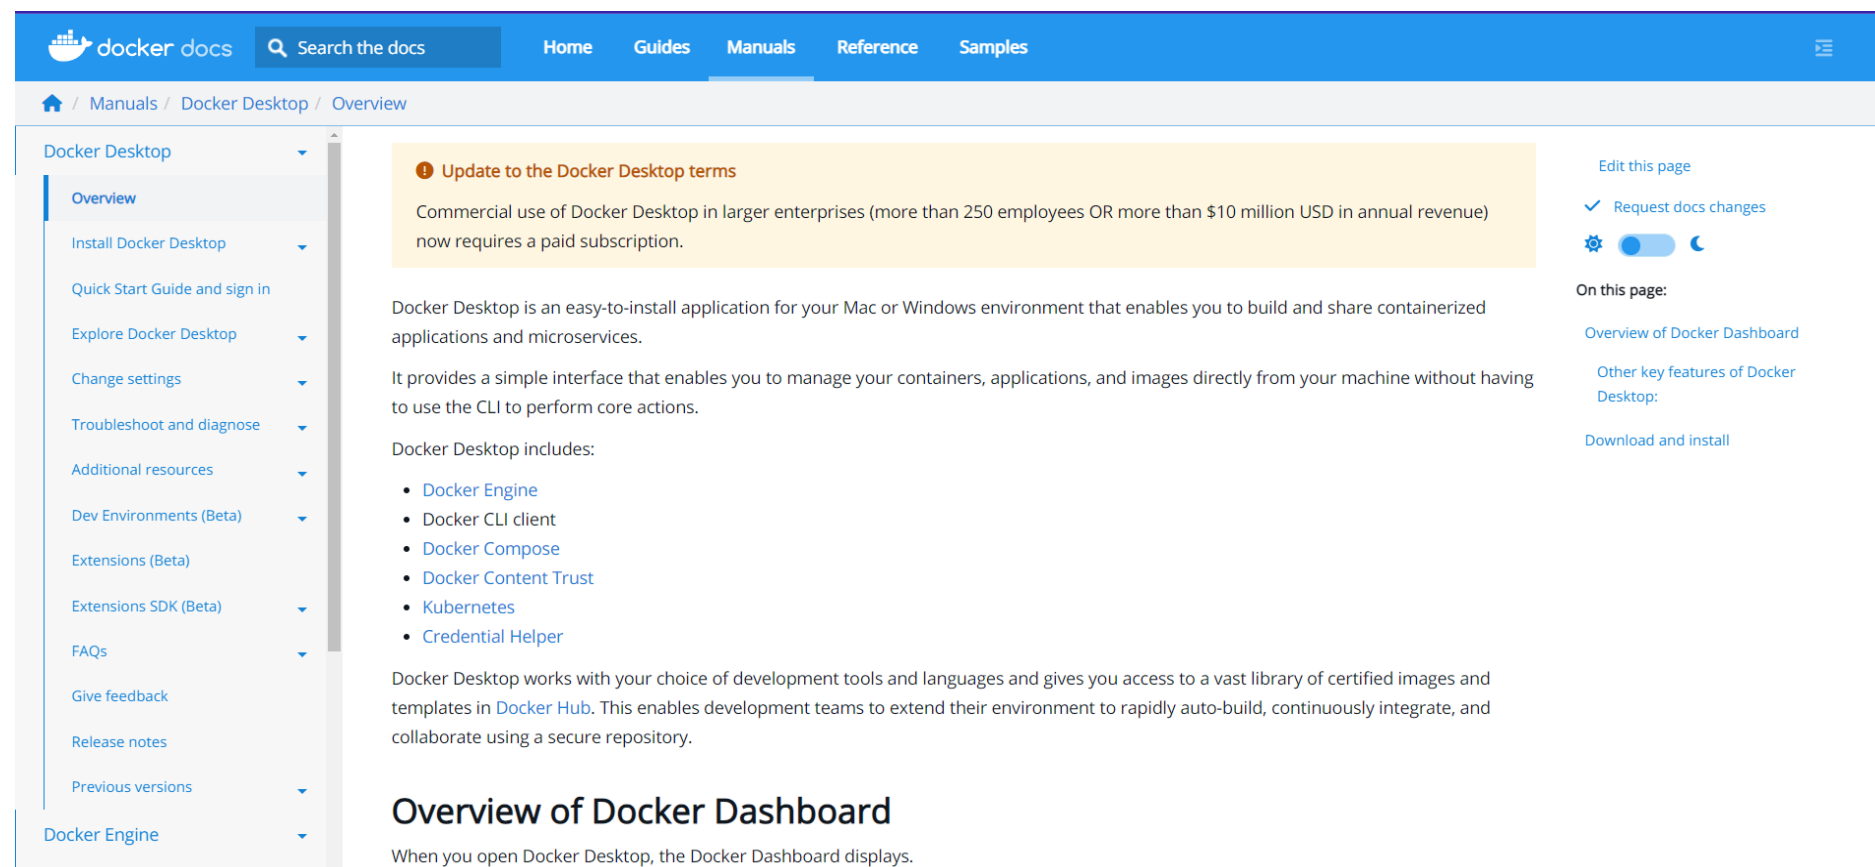 docker docs
Search the docs
Home
Guides
Manuals
Reference
Samples
/ Manuals / Docker Desktop / Overview
Docker Desktop
Overview
Install Docker Desktop
Quick Start Guide and sign in
Explore Docker Desktop
Change settings
Troubleshoot and diagnose
Additional resources
Dev Environments (Beta)
Extensions (Beta)
Extensions SDK (Beta)
FAQs
Give feedback
Release notes
Previous versions
Docker Engine
Update to the Docker Desktop terms
Commercial use of Docker Desktop in larger enterprises (more than 250 employees OR more than $10 million USD in annual revenue)
now requires a paid subscription.
Docker Desktop is an easy-to-install application for your Mac or Windows environment that enables you to build and share containerized
applications and microservices.
It provides a simple interface that enables you to manage your containers, applications, and images directly from your machine without having
to use the CLI to perform core actions.
Docker Desktop includes:
• Docker Engine
• Docker CLI client
• Docker Compose
• Docker Content Trust
• Kubernetes
• Credential Helper
Docker Desktop works with your choice of development tools and languages and gives you access to a vast library of certified images and
templates in Docker Hub. This enables development teams to extend their environment to rapidly auto-build, continuously integrate, and
collaborate using a secure repository.
Overview of Docker Dashboard
When you open Docker Desktop, the Docker Dashboard displays.
Edit this page
Request docs changes
On this page:
Overview of Docker Dashboard
Other key features of Docker
Desktop:
Download and install